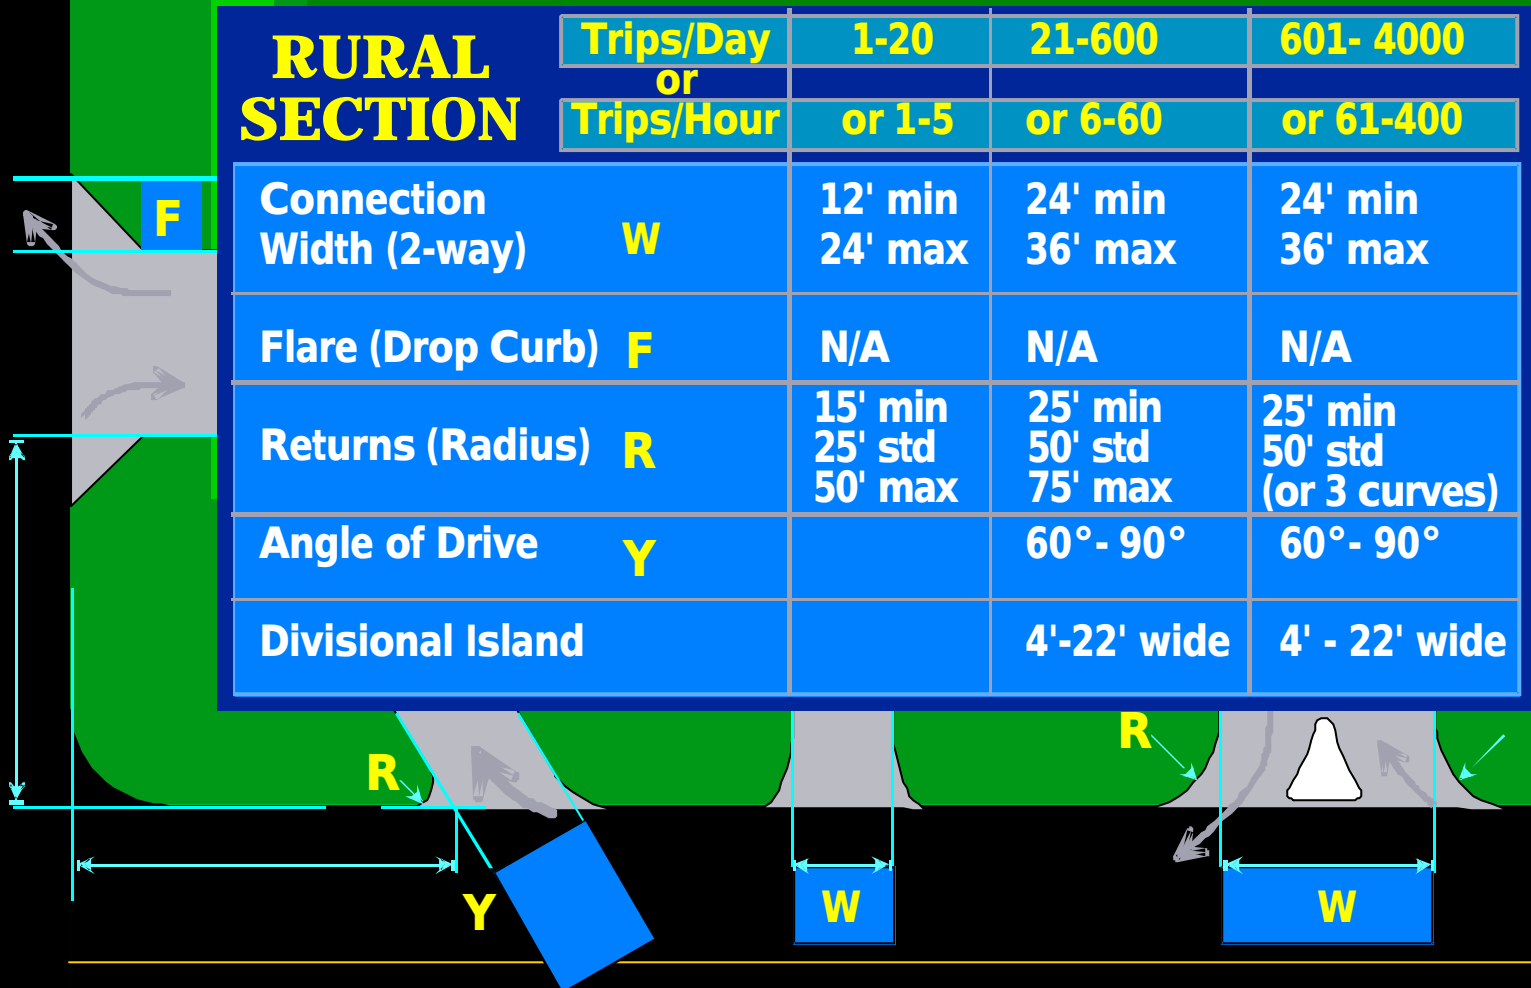 RURAL
SECTION
Trips/Day 1-20 21-600 601- 4000
or
Trips/Hour or 1-5 or 6-60 or 61-400
Connection 12' min 24' min 24' min
Width (2-way) W 24' max 36' max 36' max
Flare (Drop Curb) F N/A N/A N/A
15' min 25' min 25' min
Returns (Radius) R 25' std 50' std 50' std
50' max 75' max (or 3 curves)
Angle of Drive Y 60°- 90° 60°- 90°
Divisional Island 4'-22' wide 4' - 22' wide
F
R
R
Y
W
W